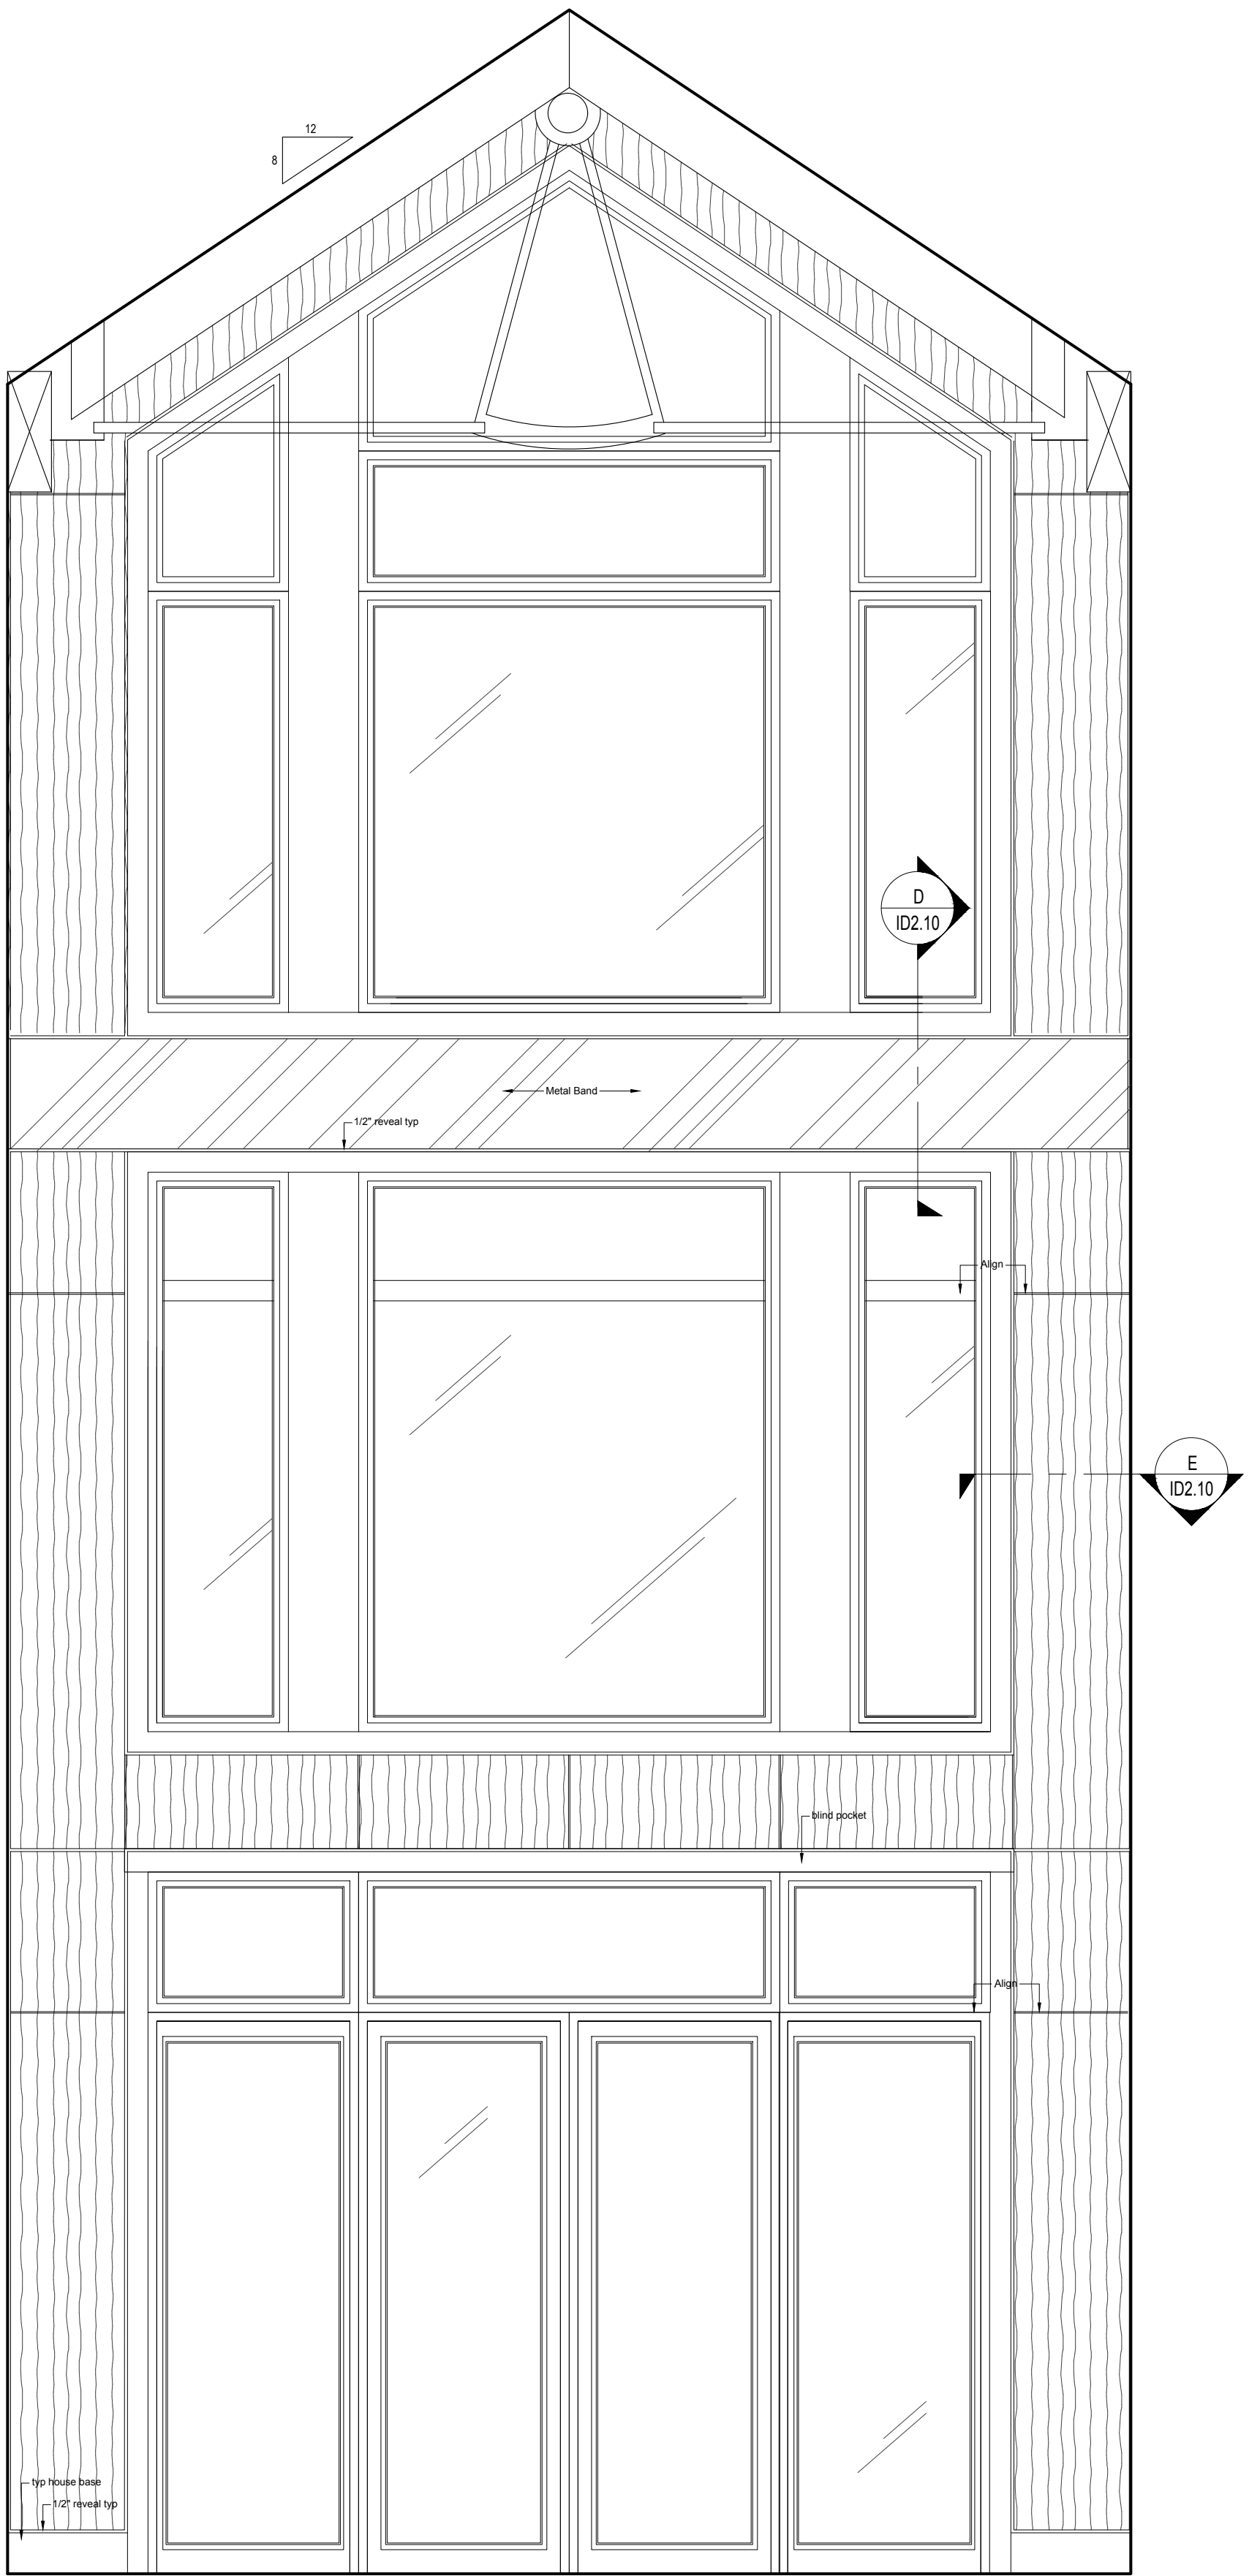 12
8
D
ID2.10
Metal Band
1/2" reveal typ
Align
E
ID2.10
blind pocket
Align
typ house base
1/2" reveal typ